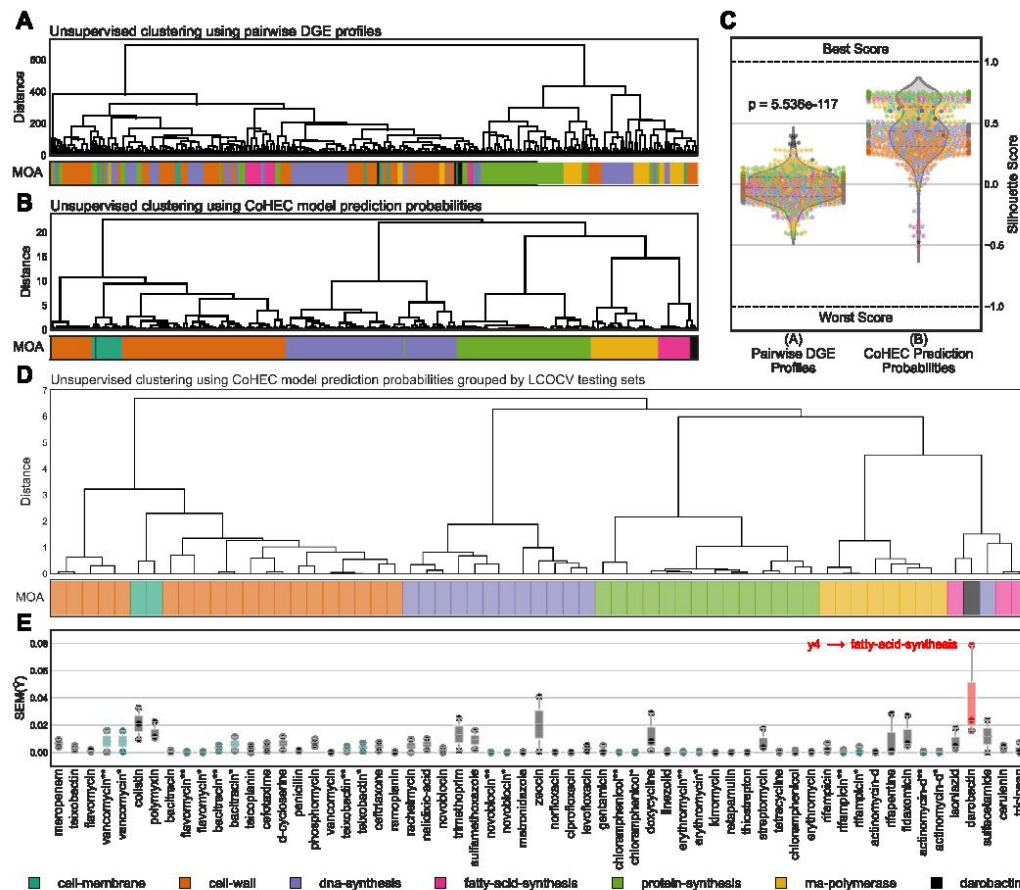 A
Unsupervised clustering using pairwise DGE profiles
Distance
600
400
200
0
MOA
B
Unsupervised clustering using CoHEC model prediction probabilities
Distance
20
15
10
5
0
MOA
C
Best Score
p = 5.536e-117
1.0
0.5
0.0
-0.5
-1.0
Silhouette Score
Worst Score
(A)
Pairwise DGE
Profiles
(B)
CoHEC Prediction
Probabilities
D
Unsupervised clustering using CoHEC model prediction probabilities grouped by LCOCV testing sets
Distance
7
6
5
4
3
2
1
0
MOA
E
SEM(Ŷ)
0.08
0.06
0.04
0.02
0.00
y4 → fatty-acid-synthesis
meropenem
teixobactin
flavomycin
vancomycin**
vancomycin*
colistin
polymyxin
bacitracin
flavomycin**
flavomycin*
bacitracin**
bacitracin*
teicoplanin
cefotaxime
d-cycloserine
phosphomycin
penicillin
vancomycin
teixobactin**
teixobactin*
ceftriaxone
ramoplanin
rachelmycin
nalidixic-acid
novobiocin
trimethoprim
sulfamethoxazole
novobiocin**
novobiocin*
zeocin
metronidazole
norfloxacin
ciprofloxacin
ofloxacin
levofloxacin
gentamicin
chloramphenicol**
chloramphenicol*
doxycycline
linezolid
erythromycin**
erythromycin*
kirromycin
retapamulin
thiostrepton
streptomycin
tetracycline
chloramphenicol
erythromycin
rifampicin
rifampicin**
rifampicin*
actinomycin-d
rifapentine
fidaxomicin
actinomycin-d**
actinomycin-d*
isoniazid
darobactin
sulfacetamide
cerulenin
cell-membrane
cell-wall
dna-synthesis
fatty-acid-synthesis
protein-synthesis
rna-polymerase
darobactin